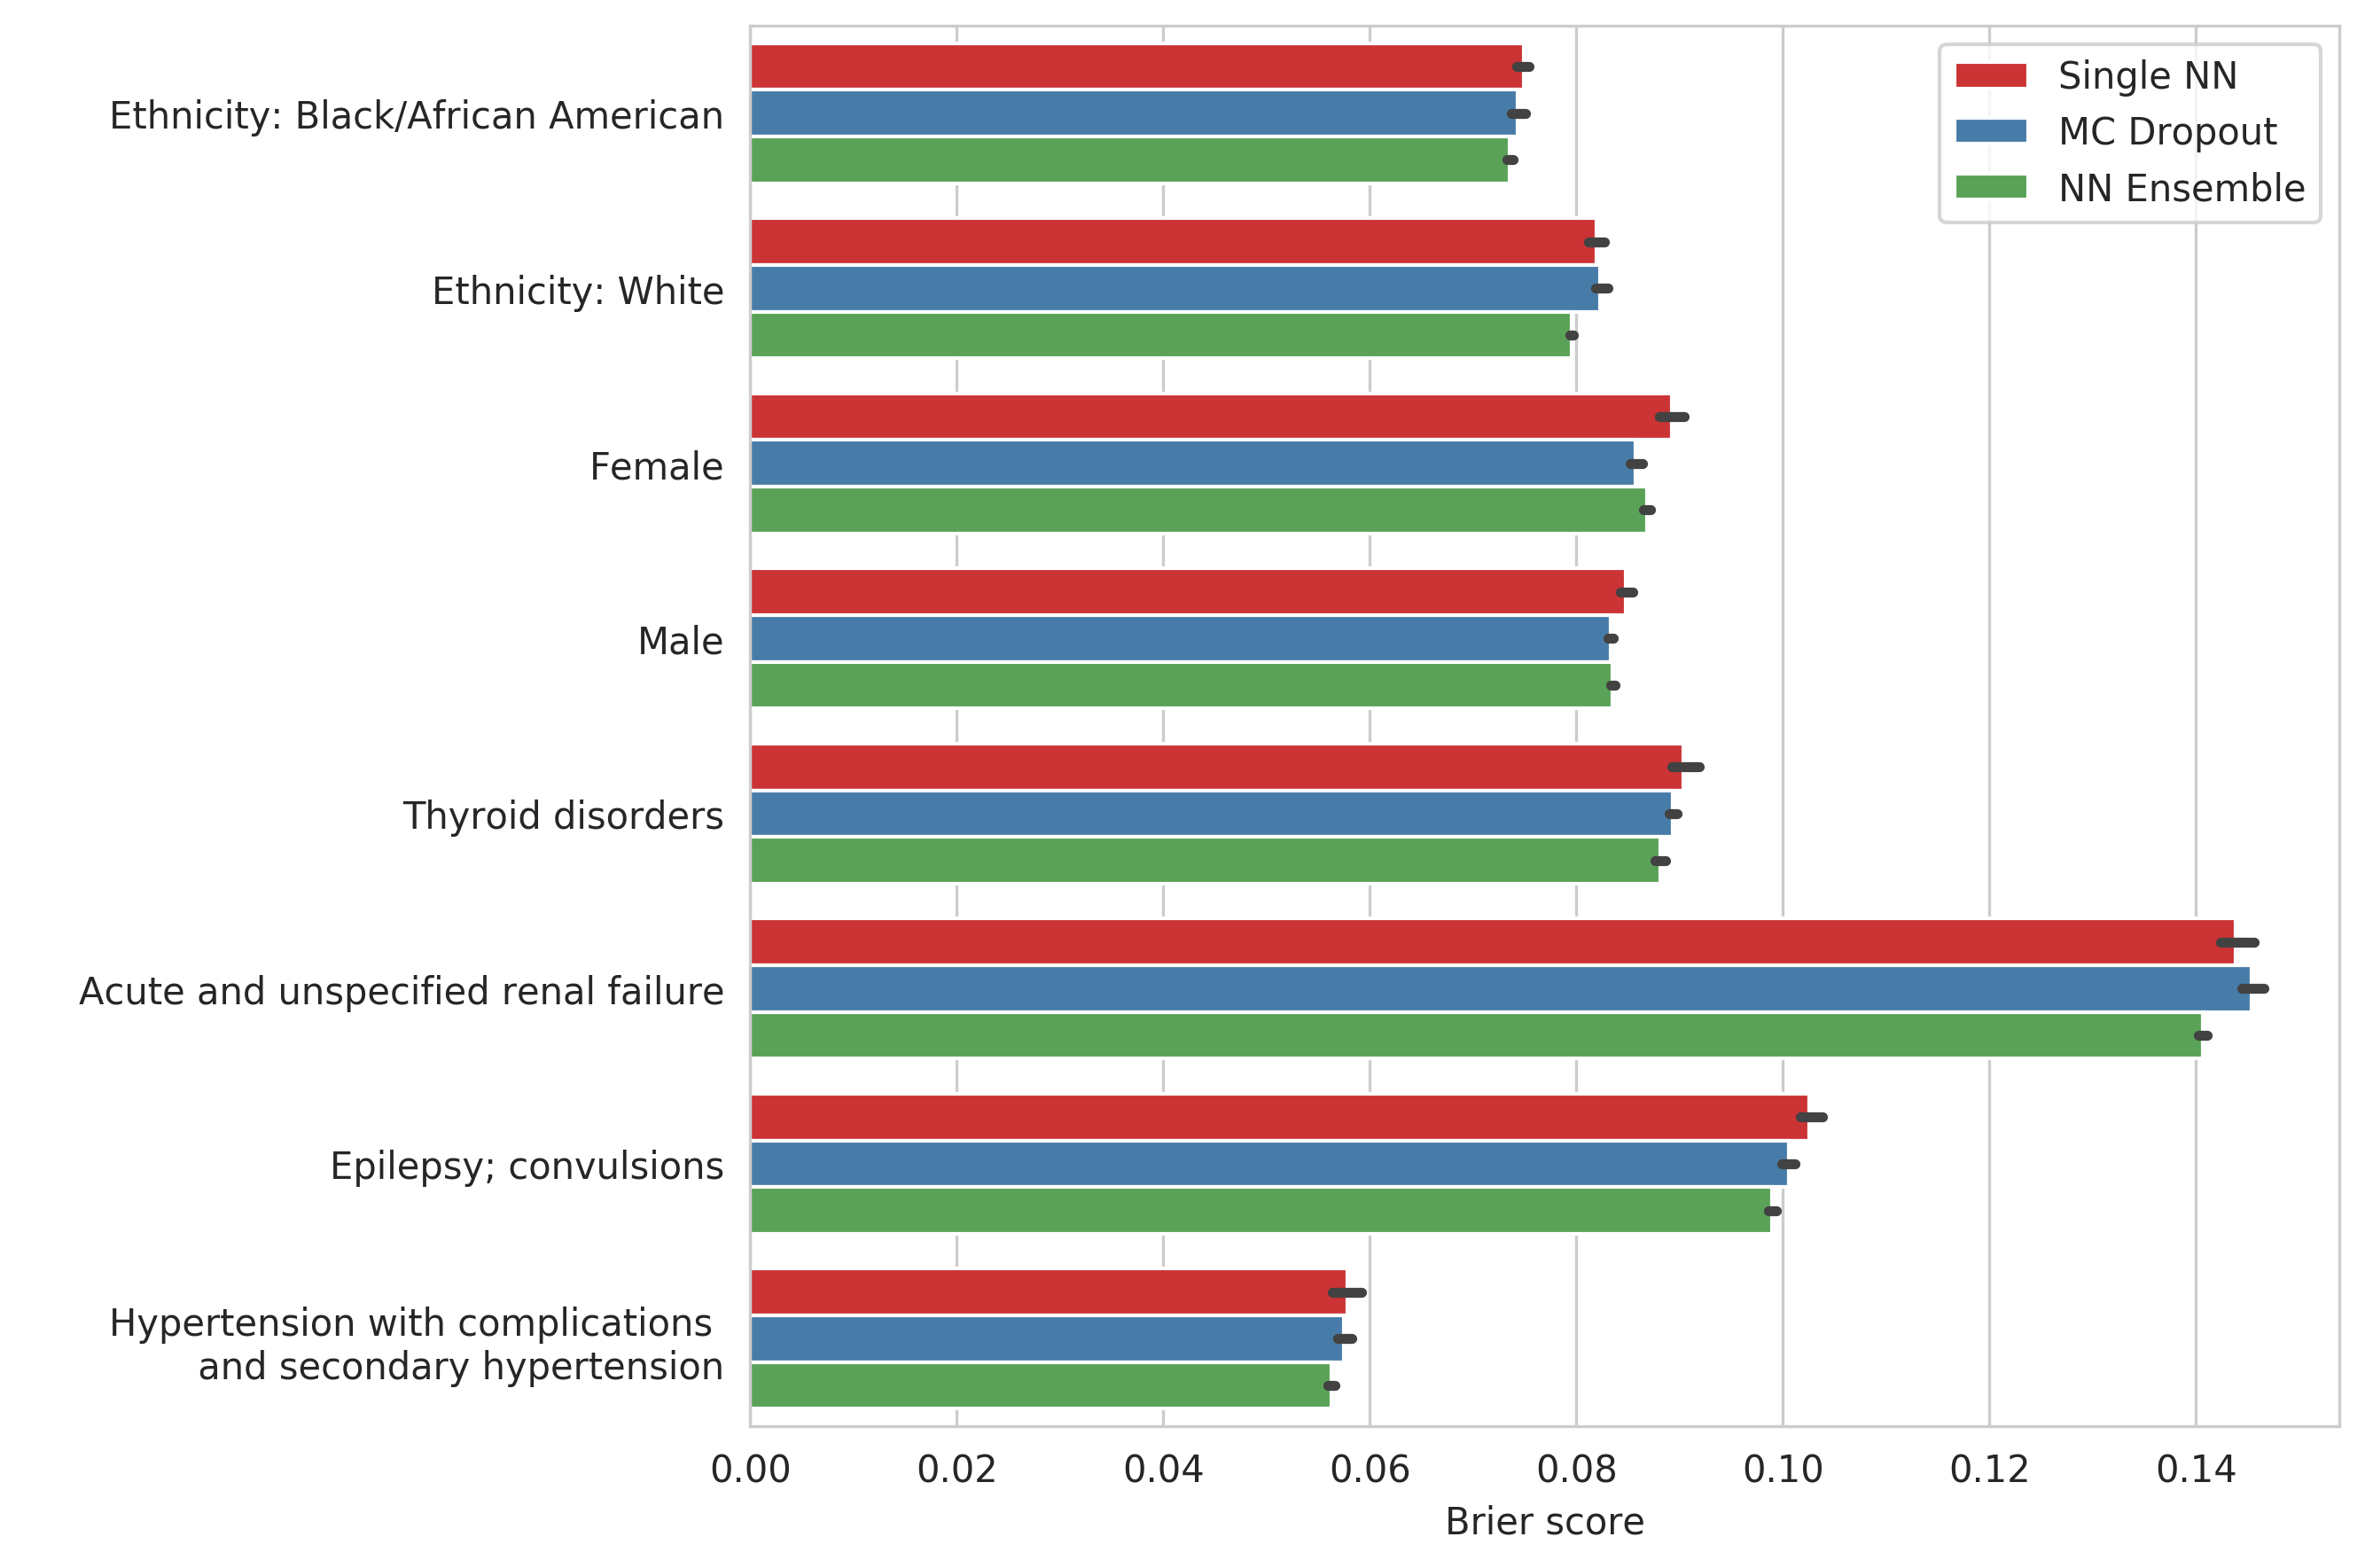 Single NN
MC Dropout
NN Ensemble
Ethnicity: Black/African American
Ethnicity: White
Female
Male
Thyroid disorders
Acute and unspecified renal failure
Epilepsy; convulsions
Hypertension with complications
and secondary hypertension
0.00 0.02 0.04 0.06 0.08 0.10 0.12 0.14
Brier score